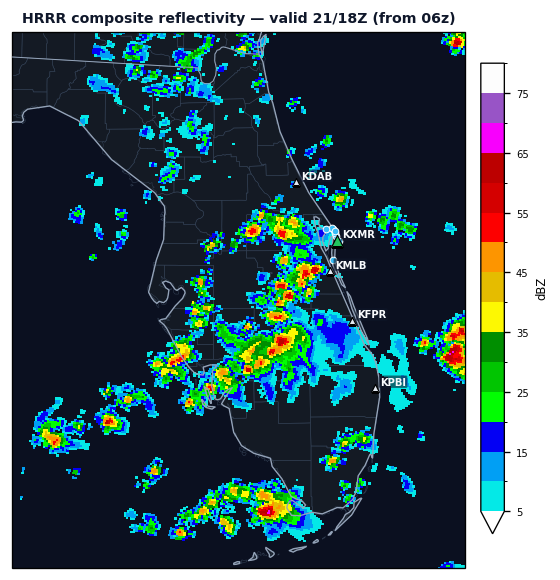 HRRR composite reflectivity — valid 21/18Z (from 06z)
KDAB
KXMR
KMLB
KFPR
KPBI
75
65
55
45
35
25
15
5
dBZ